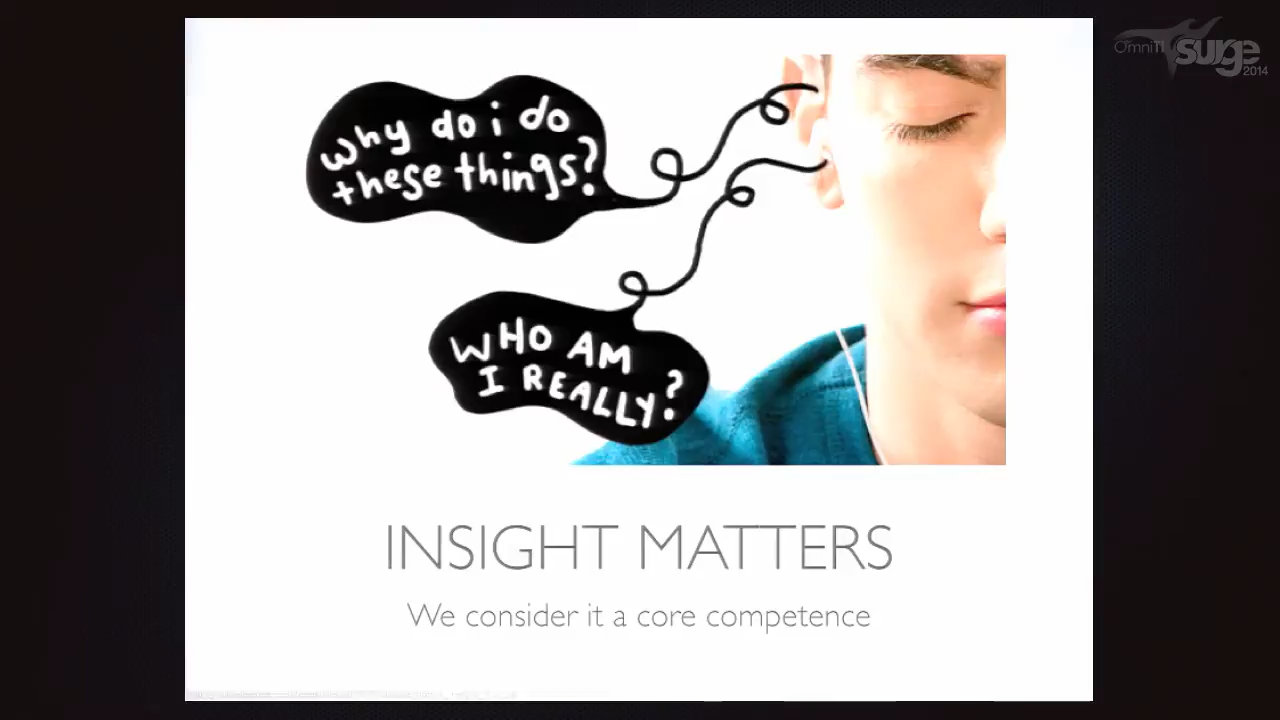 OmniTI
surge
2014
why do i do
these things?
WHO AM
I REALLY?
INSIGHT MATTERS
We consider it a core competence